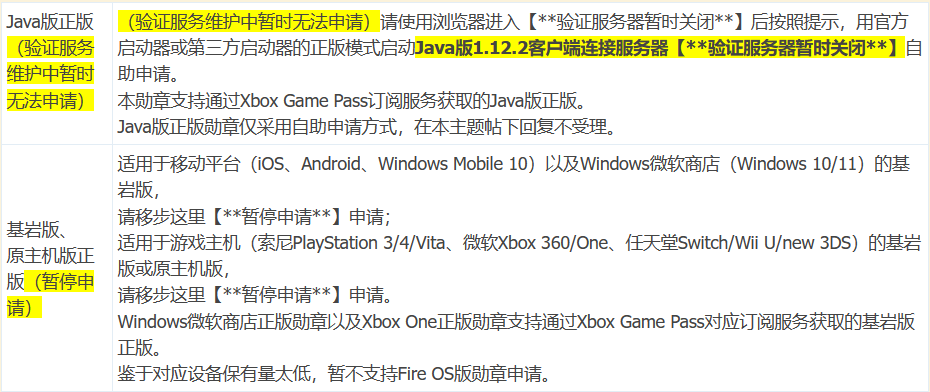 Java版正版
（验证服务
维护中暂时
无法申请）
（验证服务维护中暂时无法申请）请使用浏览器进入【**验证服务器暂时关闭**】后按照提示，用官方
启动器或第三方启动器的正版模式启动Java版1.12.2客户端连接服务器【**验证服务器暂时关闭**】自
助申请。
本勋章支持通过Xbox Game Pass订阅服务获取的Java版正版。
Java版正版勋章仅采用自助申请方式，在本主题帖下回复不受理。
基岩版、
原主机版正
版（暂停申
请）
适用于移动平台（iOS、Android、Windows Mobile 10）以及Windows微软商店（Windows 10/11）的基
岩版，
请移步这里【**暂停申请**】申请；
适用于游戏主机（索尼PlayStation 3/4/Vita、微软Xbox 360/One、任天堂Switch/Wii U/new 3DS）的基岩
版或原主机版，
请移步这里【**暂停申请**】申请。
Windows微软商店正版勋章以及Xbox One正版勋章支持通过Xbox Game Pass对应订阅服务获取的基岩版
正版。
鉴于对应设备保有量太低，暂不支持Fire OS版勋章申请。